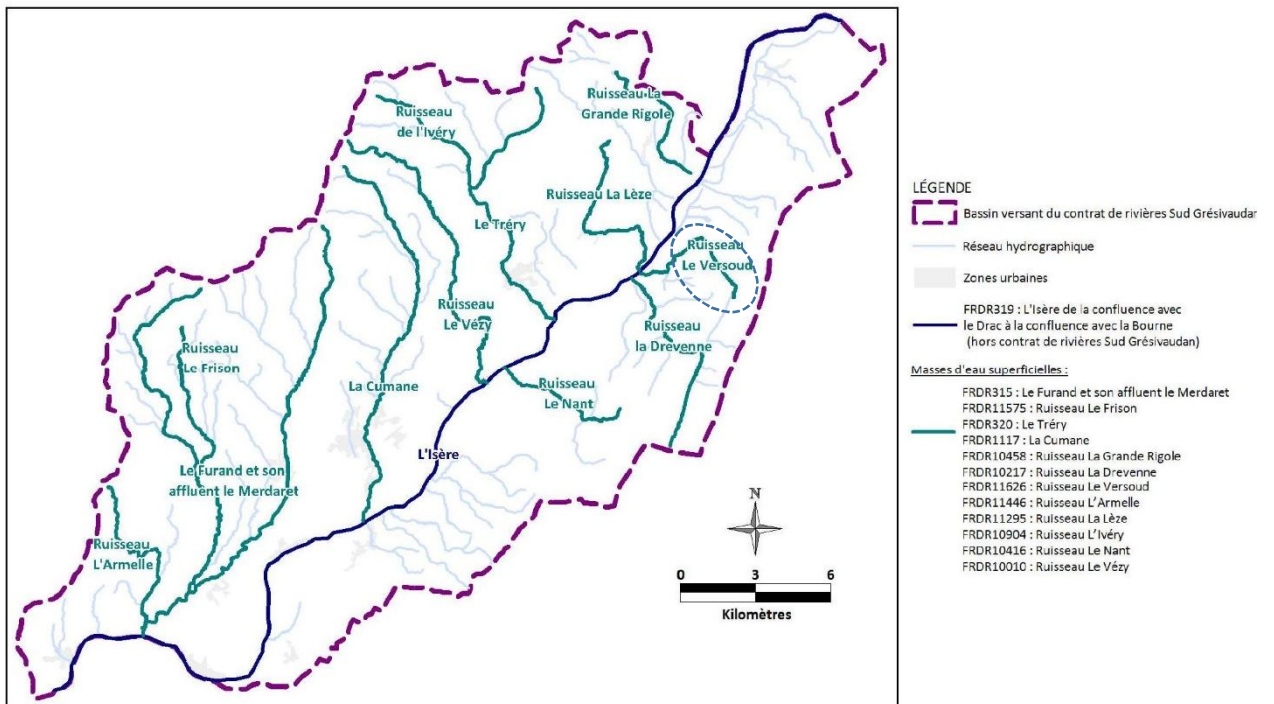 Ruisseau La
Grande Rigole
Ruisseau
de l'Ivéry
Ruisseau La Lèze
Le Tréry
Ruisseau
Le Versoud
Ruisseau
Le Vézy
Ruisseau
la Drevenne
Ruisseau
Le Frison
La Cumane
Ruisseau
Le Nant
L'Isère
Le Furand et son
affluent le Merdaret
Ruisseau
L'Armelle
N
0 3 6
Kilomètres
LÉGENDE
Bassin versant du contrat de rivières Sud Grésivaudar
Réseau hydrographique
Zones urbaines
FRDR319 : L'Isère de la confluence avec
le Drac à la confluence avec la Bourne
(hors contrat de rivières Sud Grésivaudan)
Masses d'eau superficielles :
FRDR315 : Le Furand et son affluent le Merdaret
FRDR11575 : Ruisseau Le Frison
FRDR320 : Le Tréry
FRDR1117 : La Cumane
FRDR10458 : Ruisseau La Grande Rigole
FRDR10217 : Ruisseau La Drevenne
FRDR11626 : Ruisseau Le Versoud
FRDR11446 : Ruisseau L'Armelle
FRDR11295 : Ruisseau La Lèze
FRDR10904 : Ruisseau L'Ivéry
FRDR10416 : Ruisseau Le Nant
FRDR10010 : Ruisseau Le Vézy